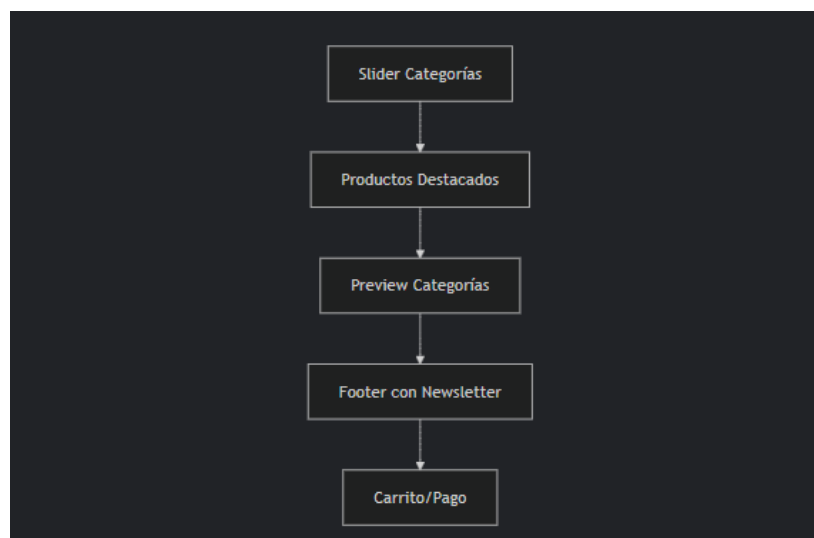 Slider Categorías
Productos Destacados
Preview Categorías
Footer con Newsletter
Carrito/Pago